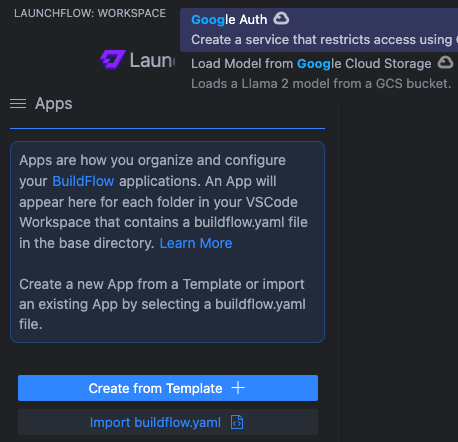 LAUNCHFLOW: WORKSPACE
Google Auth
Create a service that restricts access using
Load Model from Google Cloud Storage
Loads a Llama 2 model from a GCS bucket.
Laun
Apps
Apps are how you organize and configure
your BuildFlow applications. An App will
appear here for each folder in your VSCode
Workspace that contains a buildflow.yaml file
in the base directory. Learn More
Create a new App from a Template or import
an existing App by selecting a buildflow.yaml
file.
Create from Template
Import buildflow.yaml